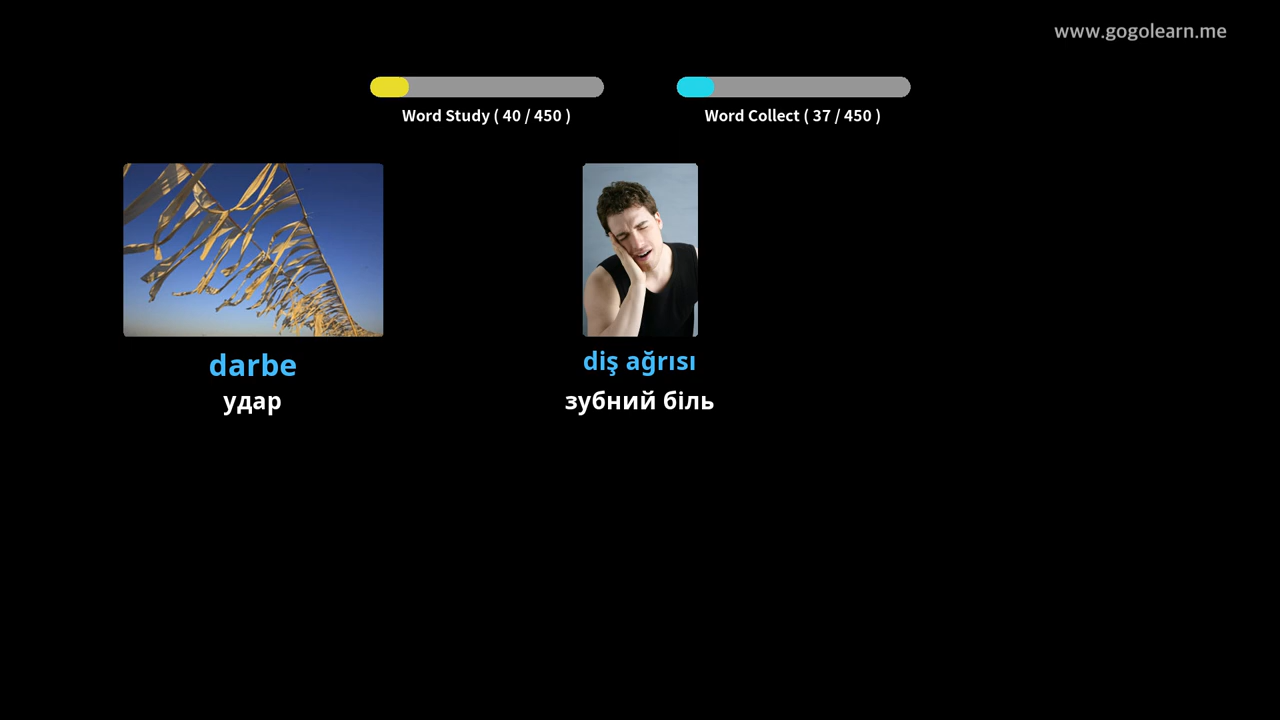 www.gogolearn.me
Word Study ( 40 / 450 )
Word Collect ( 37 / 450 )
darbe
удар
diş ağrısı
зубний біль